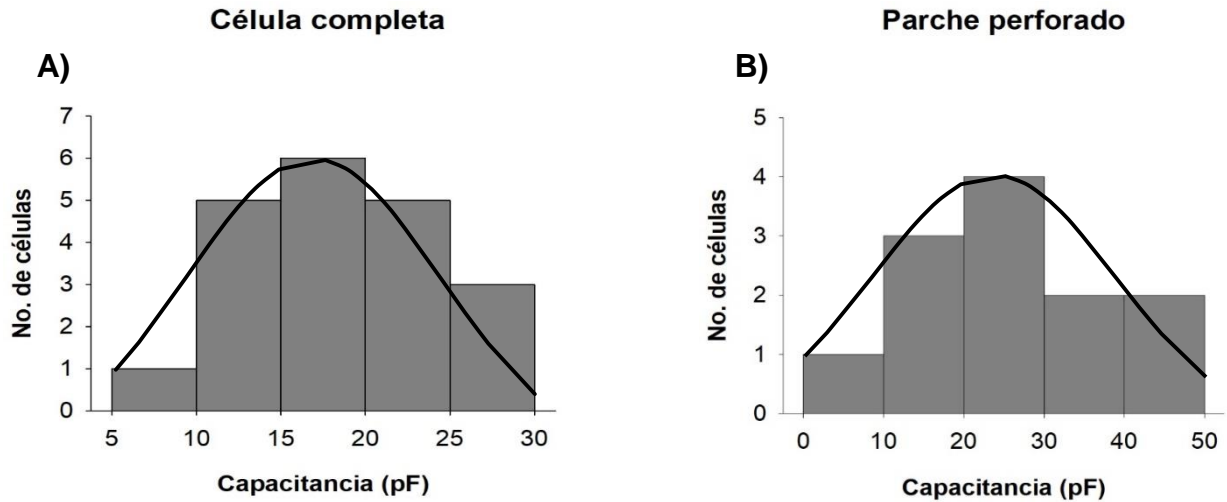 Célula completa
A)
No. de células
7
6
5
4
3
2
1
0
5 10 15 20 25 30
Capacitancia (pF)
Parche perforado
B)
No. de células
5
4
3
2
1
0
0 10 20 30 40 50
Capacitancia (pF)